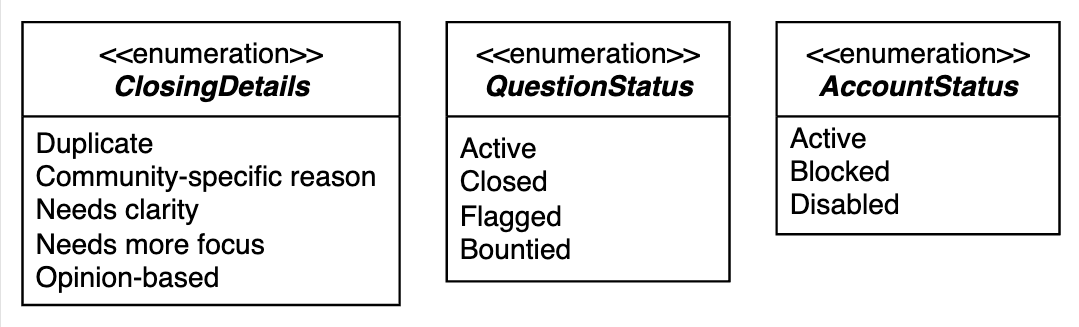 <<enumeration>>
ClosingDetails
Duplicate
Community-specific reason
Needs clarity
Needs more focus
Opinion-based
<<enumeration>>
QuestionStatus
Active
Closed
Flagged
Bountied
<<enumeration>>
AccountStatus
Active
Blocked
Disabled